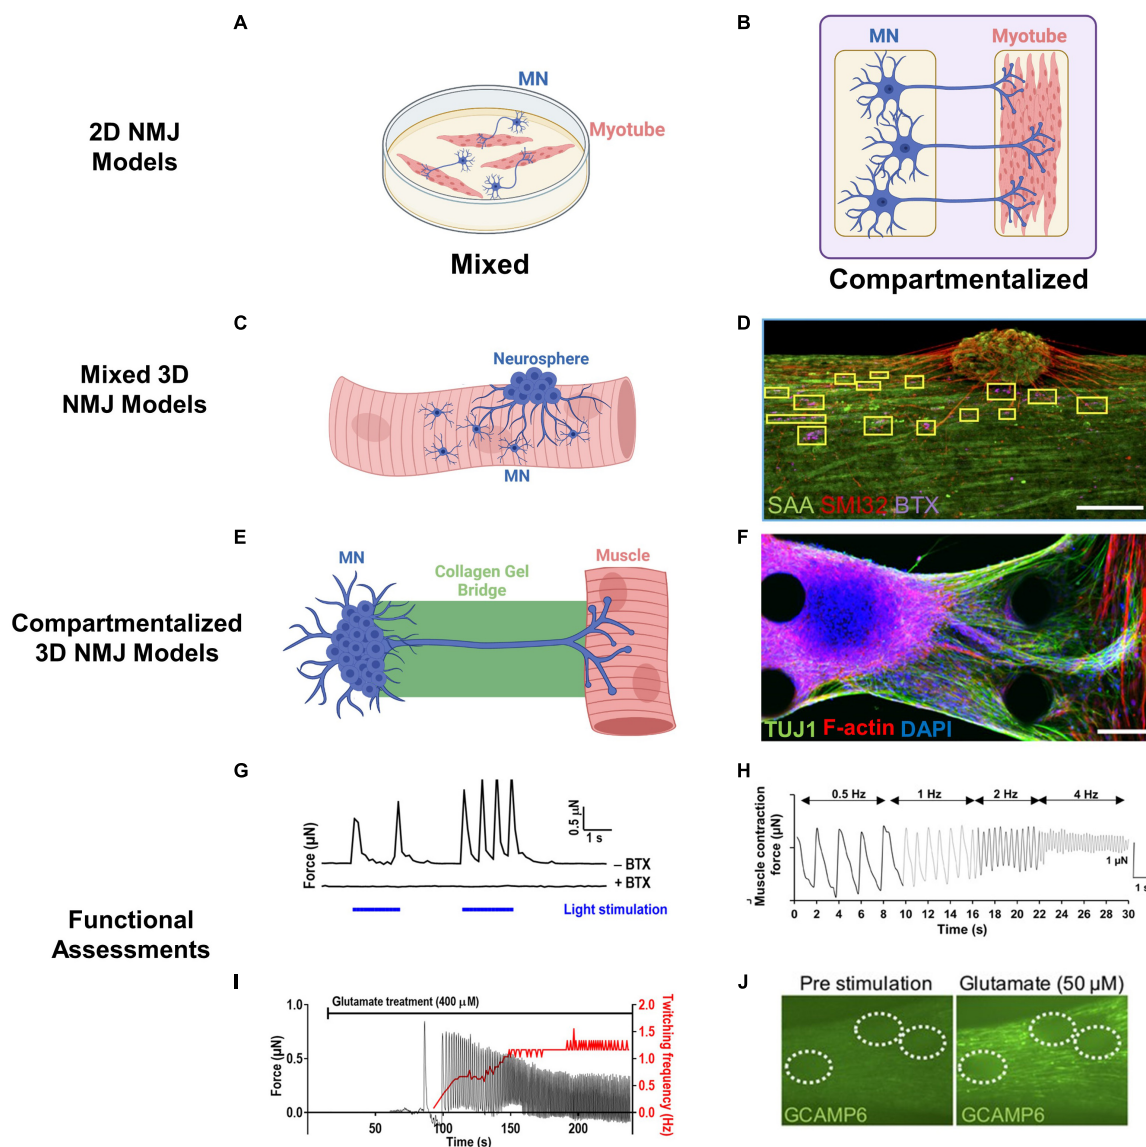 A
B
2D NMJ
Models
MN
Myotube
Mixed
MN
Myotube
Compartmentalized
C
D
Mixed 3D
NMJ Models
Neurosphere
MN
SAA SMI32 BTX
E
F
Compartmentalized
3D NMJ Models
MN
Collagen Gel
Bridge
Muscle
TUJ1 F-actin DAPI
G
H
Functional
Assessments
Force (µN)
0.5 µN
1 s
– BTX
+ BTX
Light stimulation
Muscle contraction
force (µN)
0.5 Hz
1 Hz
2 Hz
4 Hz
1 µN
1 s
0 2 4 6 8 10 12 14 16 18 20 22 24 26 28 30
Time (s)
I
J
Glutamate treatment (400 µM)
Force (µN)
1.0
0.5
0.0
50 100 150 200
Time (s)
2.0
1.5
1.0
0.5
0.0
Twitching frequency (Hz)
Pre stimulation
Glutamate (50 µM)
GCAMP6
GCAMP6